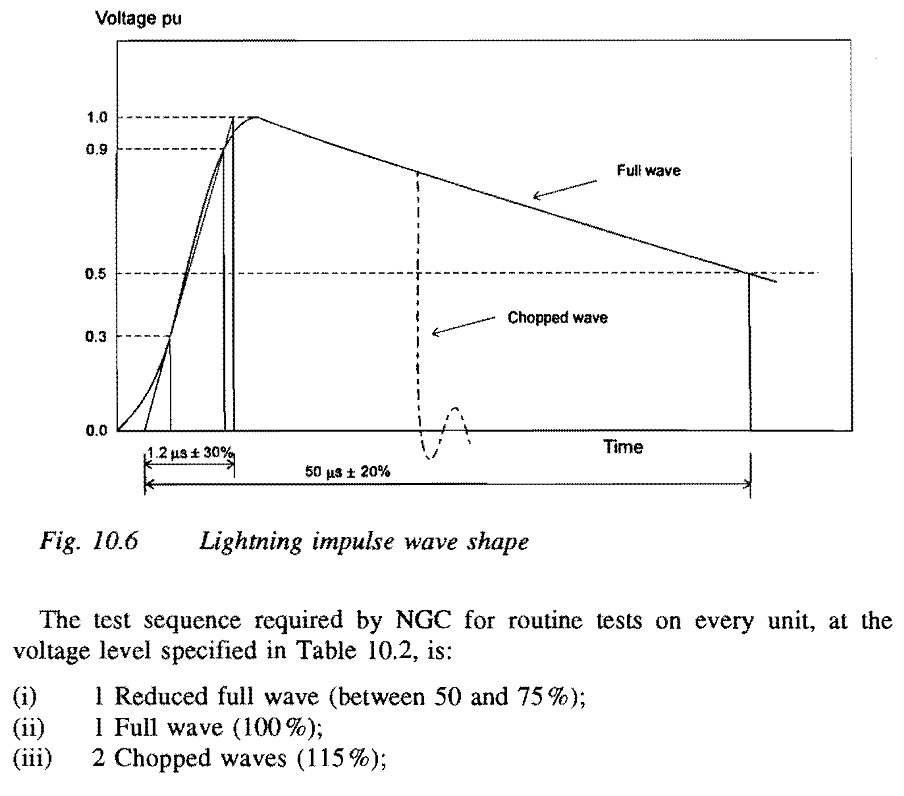 Voltage pu
1.0
0.9
Full wave
0.5
Chopped wave
0.3
0.0
Time
1.2 µs ± 30%
50 µs ± 20%
Fig. 10.6 Lightning impulse wave shape
The test sequence required by NGC for routine tests on every unit, at the
voltage level specified in Table 10.2, is:
(i) 1 Reduced full wave (between 50 and 75%);
(ii) 1 Full wave (100%);
(iii) 2 Chopped waves (115%);